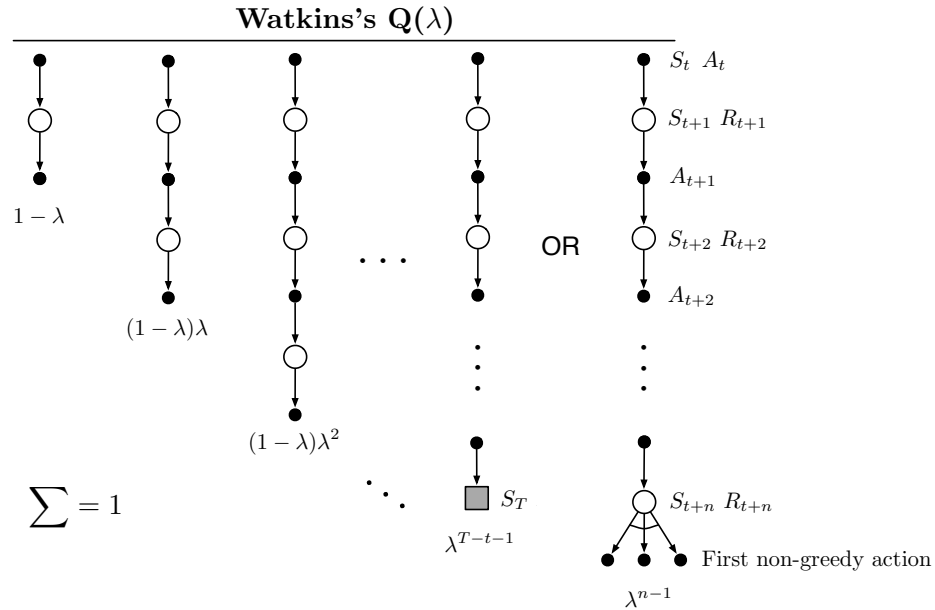 Watkins's Q(λ)
S_t A_t
S_{t+1} R_{t+1}
A_{t+1}
1 − λ
S_{t+2} R_{t+2}
OR
. . .
A_{t+2}
(1 − λ)λ
(1 − λ)λ^2
∑ = 1
S_T
S_{t+n} R_{t+n}
λ^{T−t−1}
First non-greedy action
λ^{n−1}